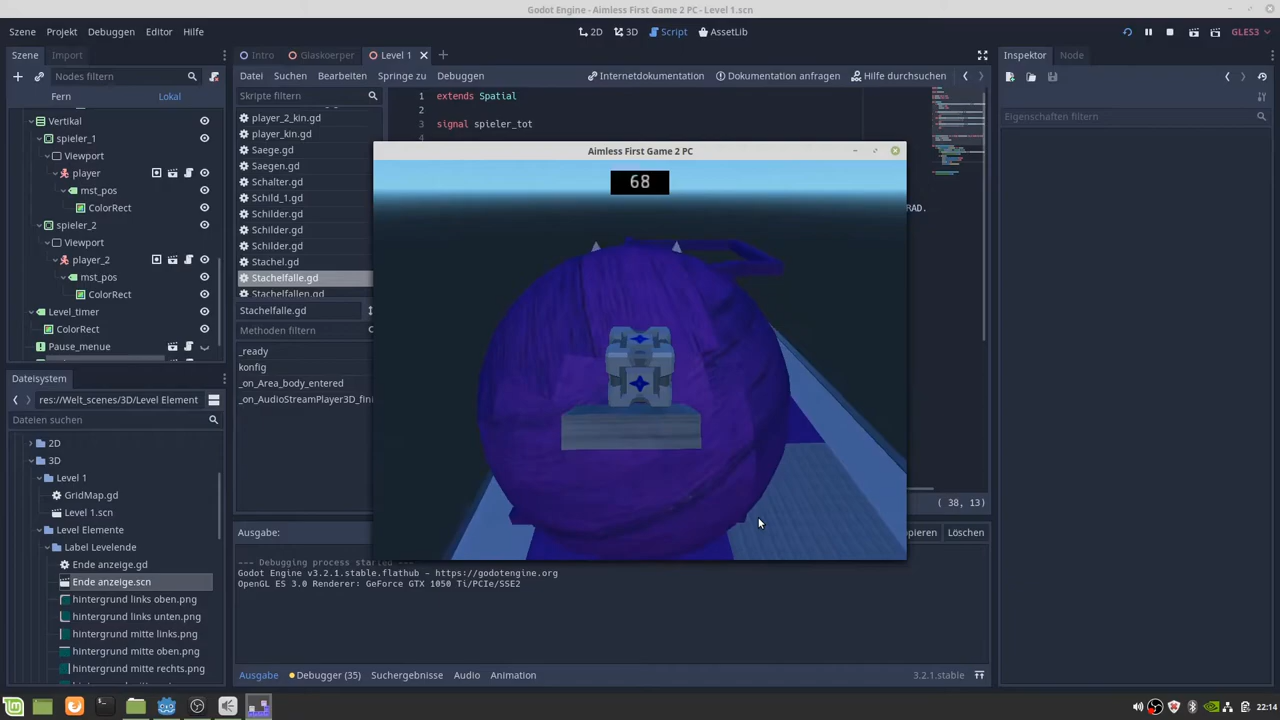 Godot Engine - Aimless First Game 2 PC - Level 1.scn
Szene Projekt Debuggen Editor Hilfe
2D 3D Script AssetLib
GLES3
Szene Import
Nodes filtern
Fern Lokal
Vertikal
spieler_1
Viewport
player
mst_pos
ColorRect
spieler_2
Viewport
player_2
mst_pos
ColorRect
Level_timer
ColorRect
Pause_menue
Dateisystem
res://Welt_scenes/3D/Level Element
Dateien suchen
2D
3D
Level 1
GridMap.gd
Level 1.scn
Level Elemente
Label Levelende
Ende anzeige.gd
Ende anzeige.scn
hintergrund links oben.png
hintergrund links unten.png
hintergrund mitte links.png
hintergrund mitte oben.png
hintergrund mitte rechts.png
Intro Glaskoerper Level 1
Datei Suchen Bearbeiten Springe zu Debuggen
Internetdokumentation Dokumentation anfragen Hilfe durchsuchen
Skripte filtern
player_2_kin.gd
player_kin.gd
Saege.gd
Saegen.gd
Schalter.gd
Schild_1.gd
Schilder.gd
Schilder.gd
Schilder.gd
Stachel.gd
Stachelfalle.gd
Stachelfallen.gd
Stachelfalle.gd
Methoden filtern
_ready
konfig
_on_Area_body_entered
_on_AudioStreamPlayer3D_fini
1 extends Spatial
2
3 signal spieler_tot
4
RAD.
( 38, 13)
Aimless First Game 2 PC
68
Ausgabe:
opieren Löschen
--- Debugging process started ---
Godot Engine v3.2.1.stable.flathub - https://godotengine.org
OpenGL ES 3.0 Renderer: GeForce GTX 1050 Ti/PCIe/SSE2
Ausgabe Debugger (35) Suchergebnisse Audio Animation
3.2.1.stable
Inspektor Node
Eigenschaften filtern
22:14